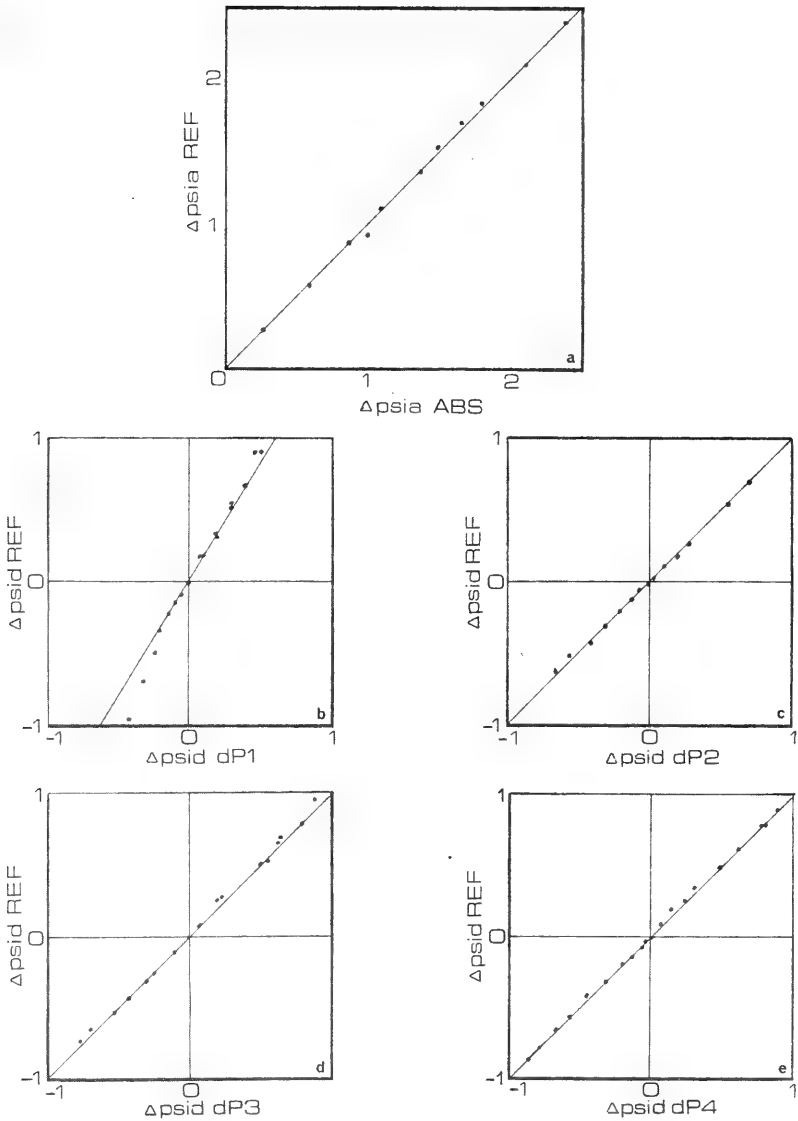 2
Δpsia REF
1
a
0
1
2
Δpsia ABS
1
Δpsid REF
0
b
-1
-1
0
1
Δpsid dP1
1
Δpsid REF
0
c
-1
-1
0
1
Δpsid dP2
1
Δpsid REF
0
d
-1
-1
0
1
Δpsid dP3
1
Δpsid REF
0
e
-1
-1
0
1
Δpsid dP4